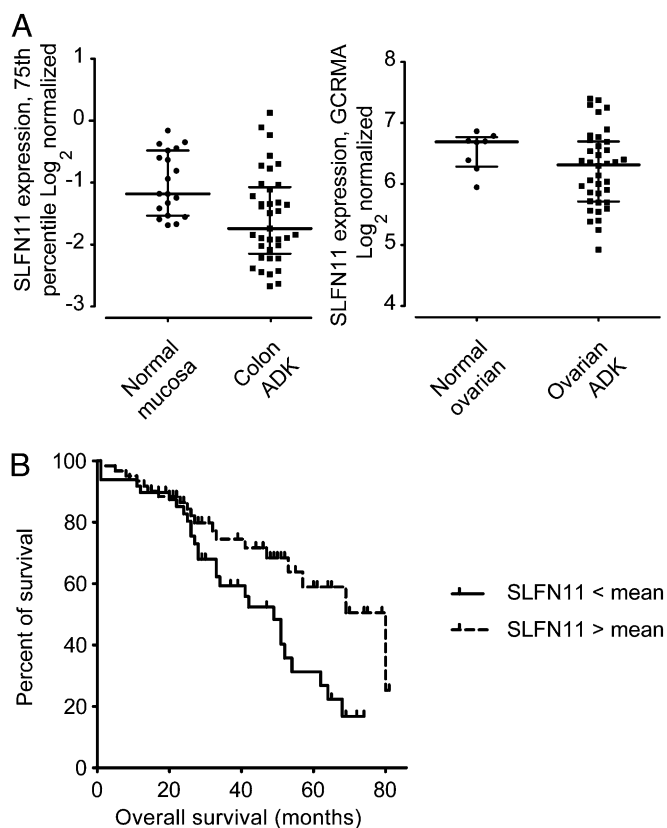 A
SLFN11 expression, 75th
percentile Log2 normalized
1
0
-1
-2
-3
Normal
mucosa
Colon
ADK
SLFN11 expression, GCRMA
Log2 normalized
8
7
6
5
4
Normal
ovarian
Ovarian
ADK
B
Percent of survival
100
80
60
40
20
0
0 20 40 60 80
Overall survival (months)
SLFN11 < mean
SLFN11 > mean